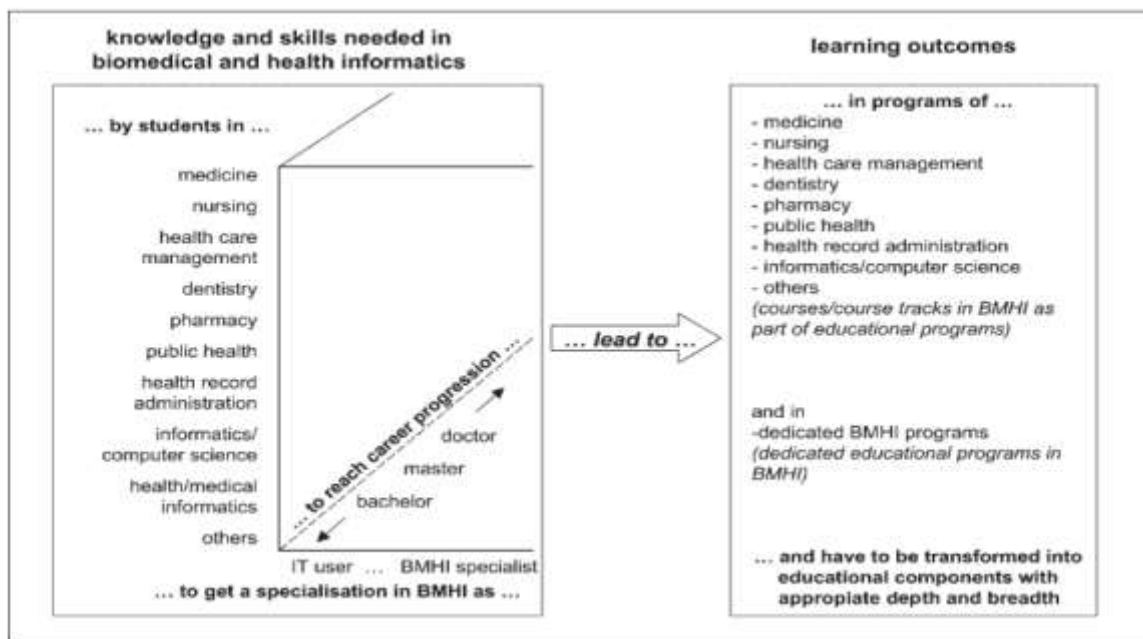 knowledge and skills needed in
biomedical and health informatics
... by students in ...
medicine
nursing
health care
management
dentistry
pharmacy
public health
health record
administration
informatics/
computer science
health/medical
informatics
others
... to reach career progression ...
doctor
master
bachelor
IT user ... BMHI specialist
... to get a specialisation in BMHI as ...
... lead to ...
learning outcomes
... in programs of ...
- medicine
- nursing
- health care management
- dentistry
- pharmacy
- public health
- health record administration
- informatics/computer science
- others
(courses/course tracks in BMHI as
part of educational programs)
and in
-dedicated BMHI programs
(dedicated educational programs in
BMHI)
... and have to be transformed into
educational components with
appropiate depth and breadth